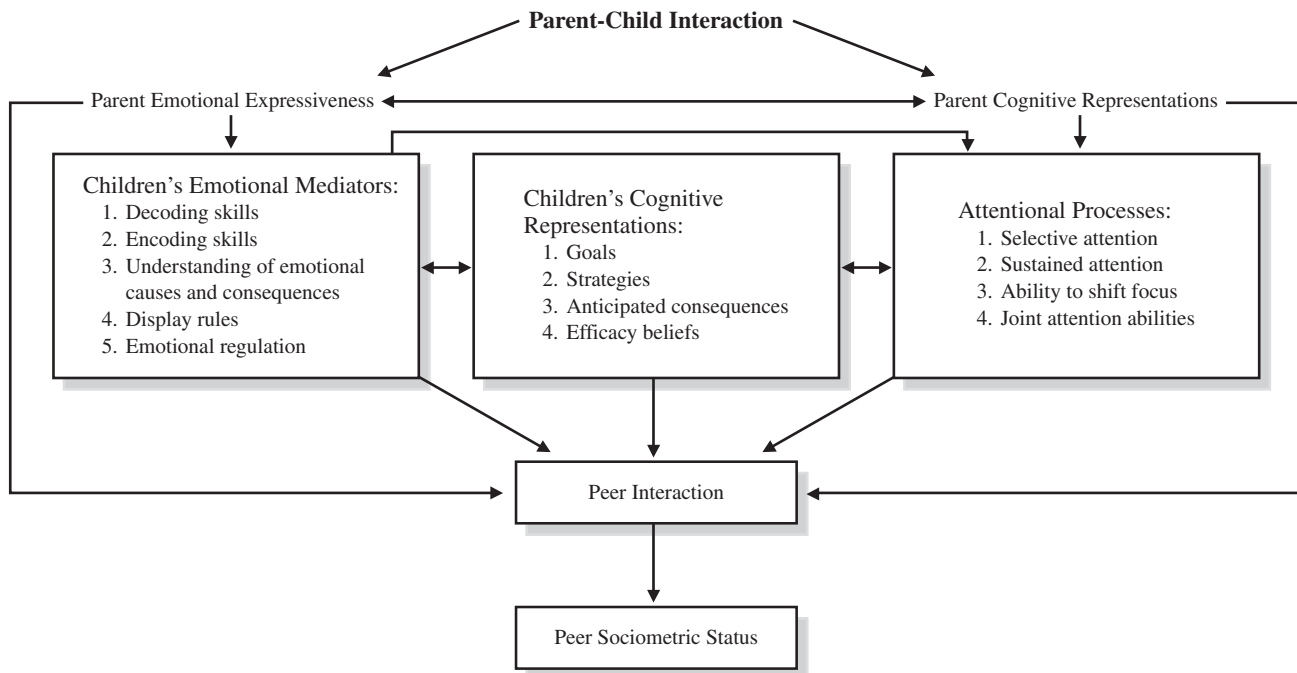 Parent-Child Interaction
Parent Emotional Expressiveness
Parent Cognitive Representations
Children’s Emotional Mediators:
1. Decoding skills
2. Encoding skills
3. Understanding of emotional
causes and consequences
4. Display rules
5. Emotional regulation
Children’s Cognitive
Representations:
1. Goals
2. Strategies
3. Anticipated consequences
4. Efficacy beliefs
Attentional Processes:
1. Selective attention
2. Sustained attention
3. Ability to shift focus
4. Joint attention abilities
Peer Interaction
Peer Sociometric Status